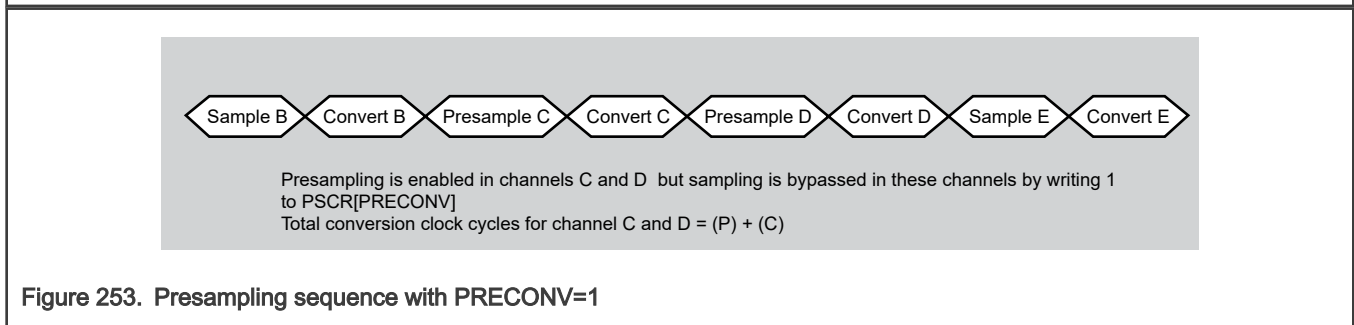 Sample B Convert B Presample C Convert C Presample D Convert D Sample E Convert E
Presampling is enabled in channels C and D but sampling is bypassed in these channels by writing 1
to PSCR[PRECONV]
Total conversion clock cycles for channel C and D = (P) + (C)
Figure 253. Presampling sequence with PRECONV=1